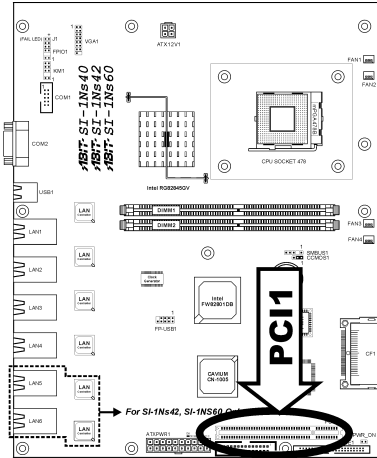 (FAIL LED)
J1
FPIO1
VGA1
ATX12V1
FAN1
FAN2
KM1
COM1
ABIT SI-1Ns40
ABIT SI-1Ns42
ABIT SI-1Ns60
mPGA478B
CPU SOCKET 478
COM2
USB1
Intel RG82845GV
LAN Controller
DIMM1
DIMM2
LAN1
FAN3
FAN4
LAN Controller
SMBUS1
CCMOS1
LAN2
LAN Controller
Clock Generator
Intel FW82801DB
PCI1
LAN3
LAN Controller
FP-USB1
LAN4
LAN Controller
CF1
LAN5
LAN Controller
CAVIUM CN-1005
For SI-1Ns42, SI-1NS60
LAN6
LAN Controller
ATXPWR1
PWR_ON